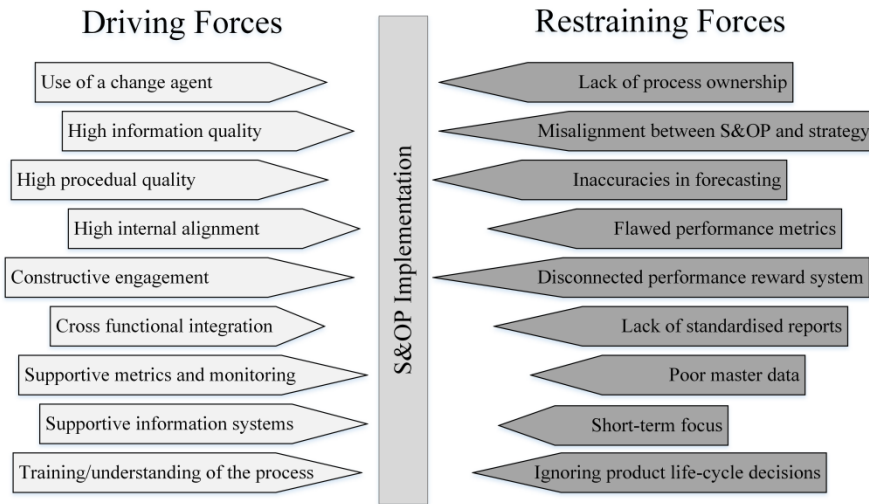 Driving Forces
Restraining Forces
Use of a change agent
High information quality
High procedual quality
High internal alignment
Constructive engagement
Cross functional integration
Supportive metrics and monitoring
Supportive information systems
Training/understanding of the process
S&OP Implementation
Lack of process ownership
Misalignment between S&OP and strategy
Inaccuracies in forecasting
Flawed performance metrics
Disconnected performance reward system
Lack of standardised reports
Poor master data
Short-term focus
Ignoring product life-cycle decisions